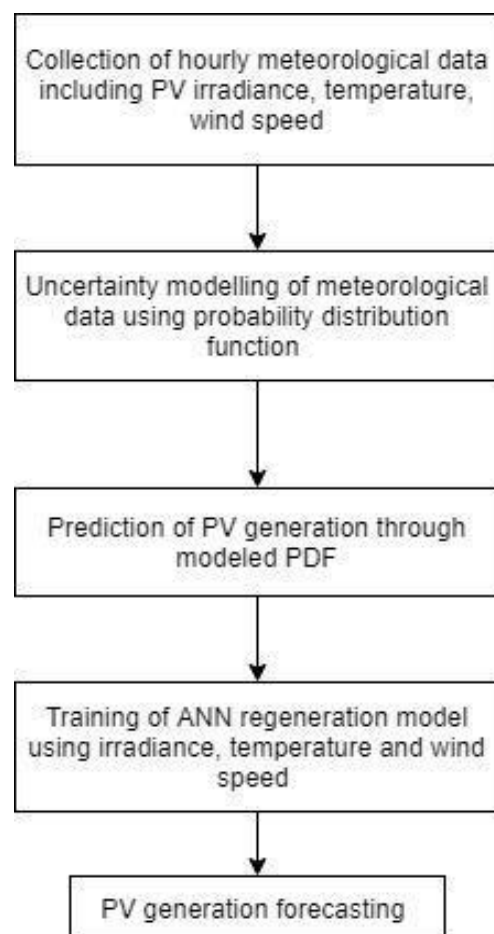 Collection of hourly meteorological data
including PV irradiance, temperature,
wind speed
Uncertainty modelling of meteorological
data using probability distribution
function
Prediction of PV generation through
modeled PDF
Training of ANN regeneration model
using irradiance, temperature and wind
speed
PV generation forecasting